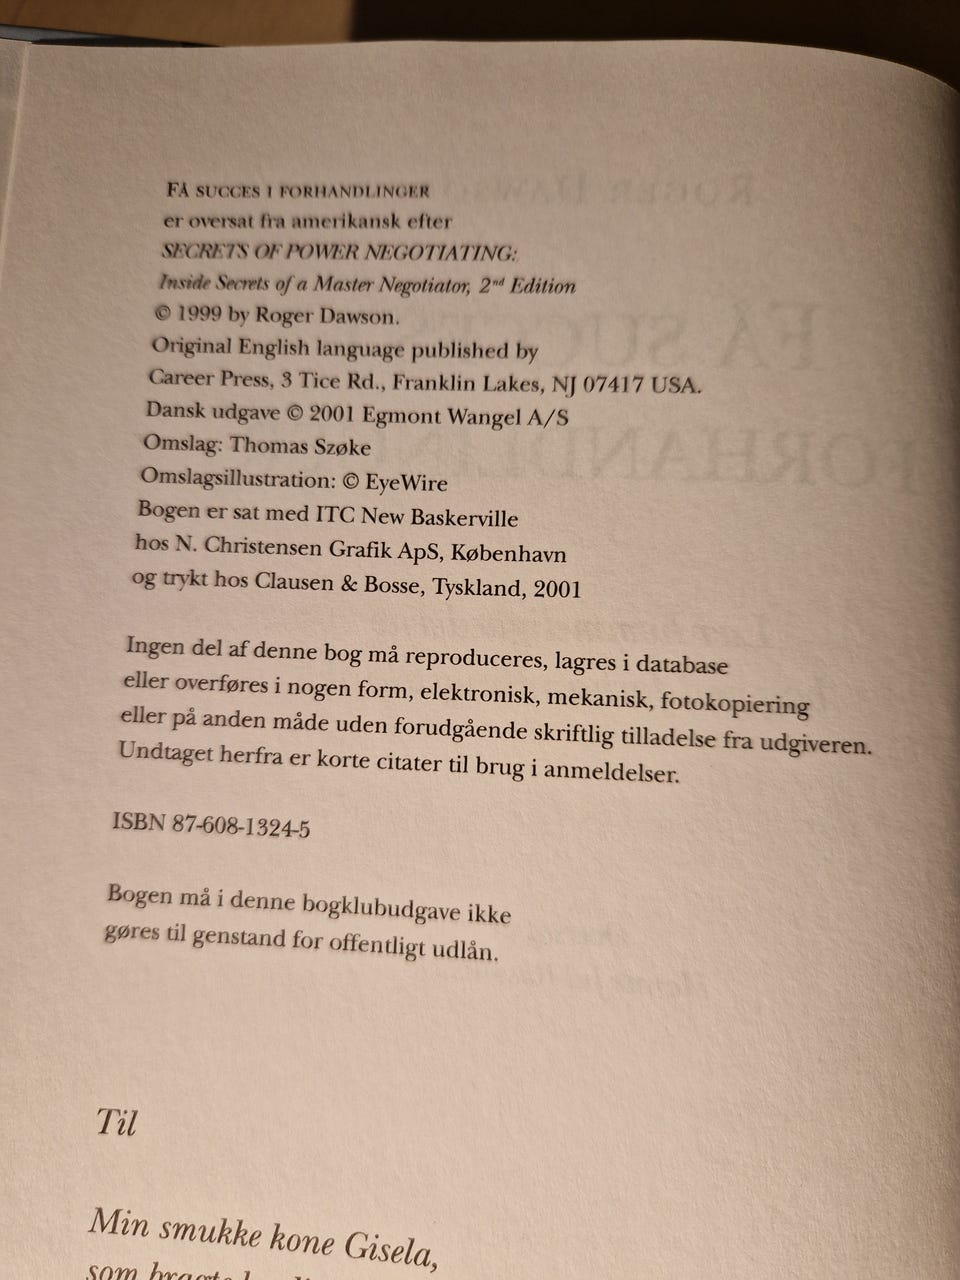 FÅ SUCCES I FORHANDLINGER
er oversat fra amerikansk efter
SECRETS OF POWER NEGOTIATING:
Inside Secrets of a Master Negotiator, 2nd Edition
© 1999 by Roger Dawson.
Original English language published by
Career Press, 3 Tice Rd., Franklin Lakes, NJ 07417 USA.
Dansk udgave © 2001 Egmont Wangel A/S
Omslag: Thomas Szøke
Omslagsillustration: © EyeWire
Bogen er sat med ITC New Baskerville
hos N. Christensen Grafik ApS, København
og trykt hos Clausen & Bosse, Tyskland, 2001
Ingen del af denne bog må reproduceres, lagres i database
eller overføres i nogen form, elektronisk, mekanisk, fotokopiering
eller på anden måde uden forudgående skriftlig tilladelse fra udgiveren.
Undtaget herfra er korte citater til brug i anmeldelser.
ISBN 87-608-1324-5
Bogen må i denne bogklubudgave ikke
gøres til genstand for offentligt udlån.
Til
Min smukke kone Gisela,
som